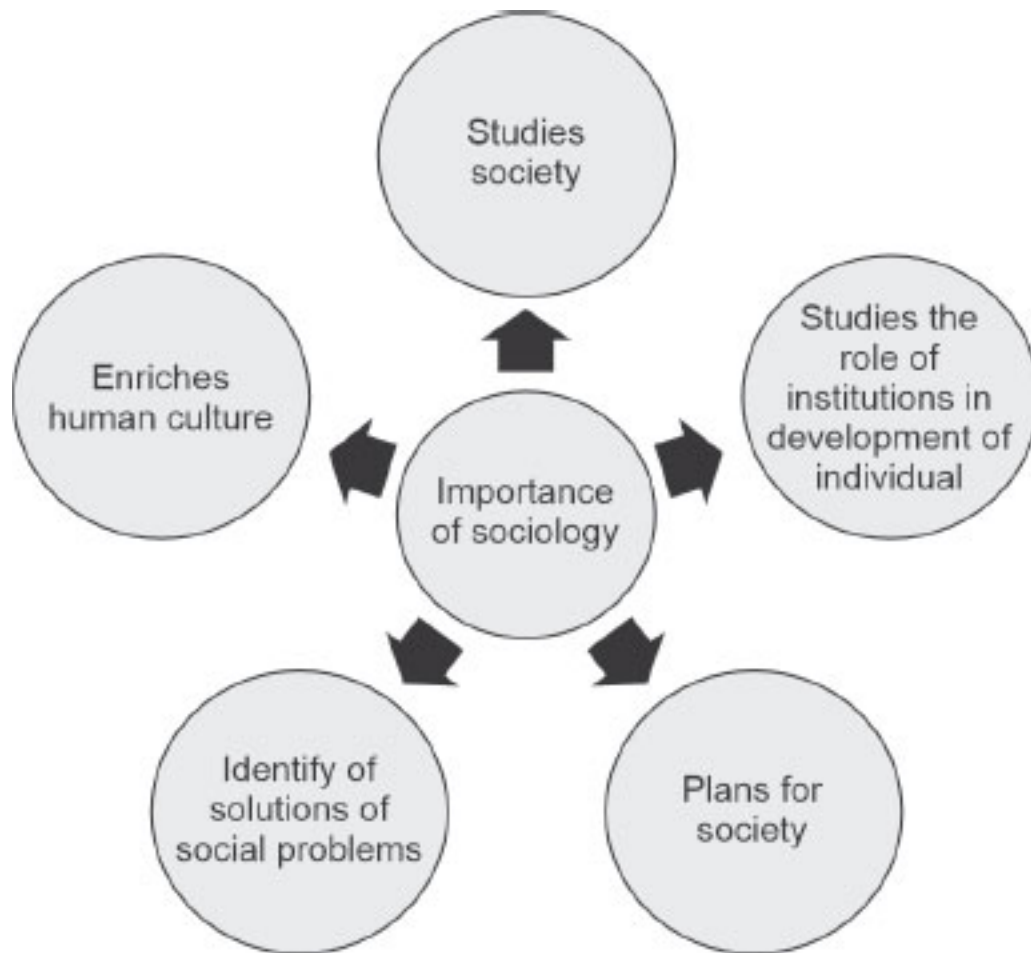 Studies
society
Enriches
human culture
Studies the
role of
institutions in
development of
individual
Importance
of sociology
Identify of
solutions of
social problems
Plans for
society